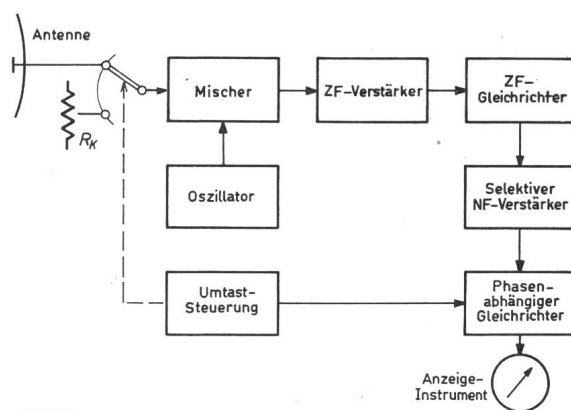 Antenne
R_K
Mischer
ZF-Verstärker
ZF-
Gleichrichter
Oszillator
Selektiver
NF-Verstärker
Umtast-
Steuerung
Phasen-
abhängiger
Gleichrichter
Anzeige-
Instrument